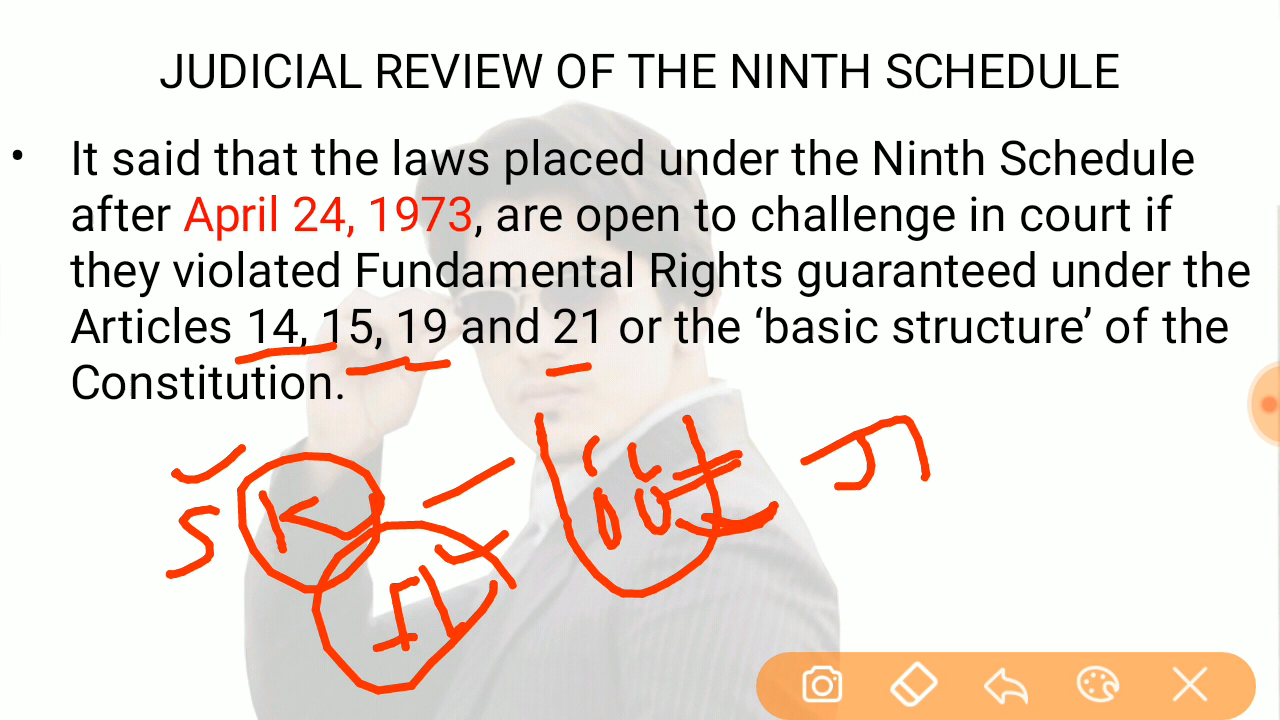 JUDICIAL REVIEW OF THE NINTH SCHEDULE
• It said that the laws placed under the Ninth Schedule
after April 24, 1973, are open to challenge in court if
they violated Fundamental Rights guaranteed under the
Articles 14, 15, 19 and 21 or the ‘basic structure’ of the
Constitution.